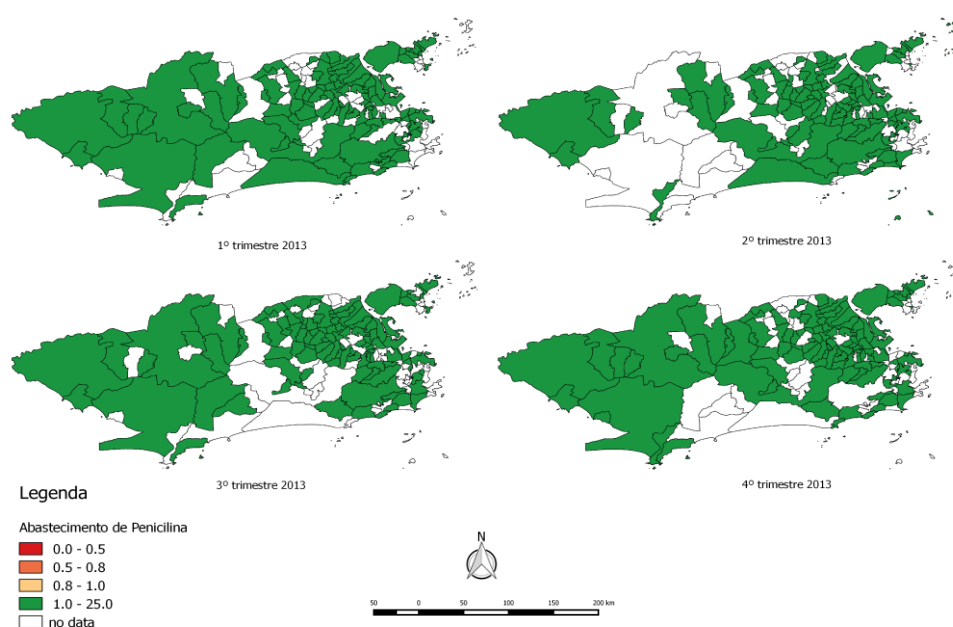 1º trimestre 2013
2º trimestre 2013
3º trimestre 2013
4º trimestre 2013
Legenda
Abastecimento de Penicilina
0.0 - 0.5
0.5 - 0.8
0.8 - 1.0
1.0 - 25.0
no data
N
50 0 50 100 150 200 km